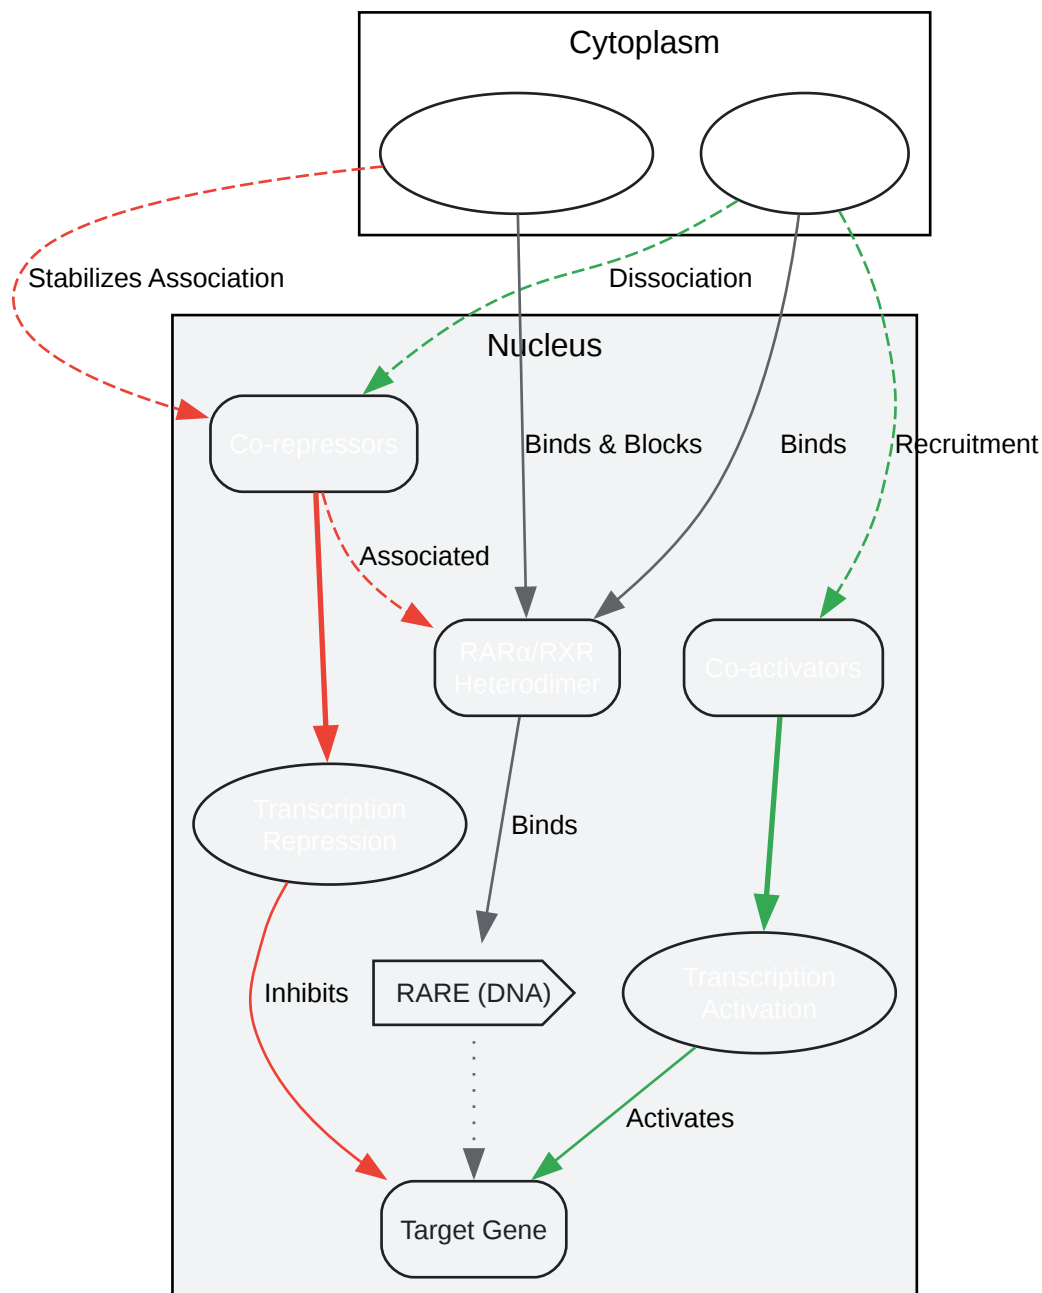 Cytoplasm
Stabilizes Association
Dissociation
Nucleus
Co-repressors
Binds & Blocks
Binds
Recruitment
Associated
RARα/RXR
Heterodimer
Co-activators
Transcription
Repression
Binds
Transcription
Activation
Inhibits
RARE (DNA)
Activates
Target Gene